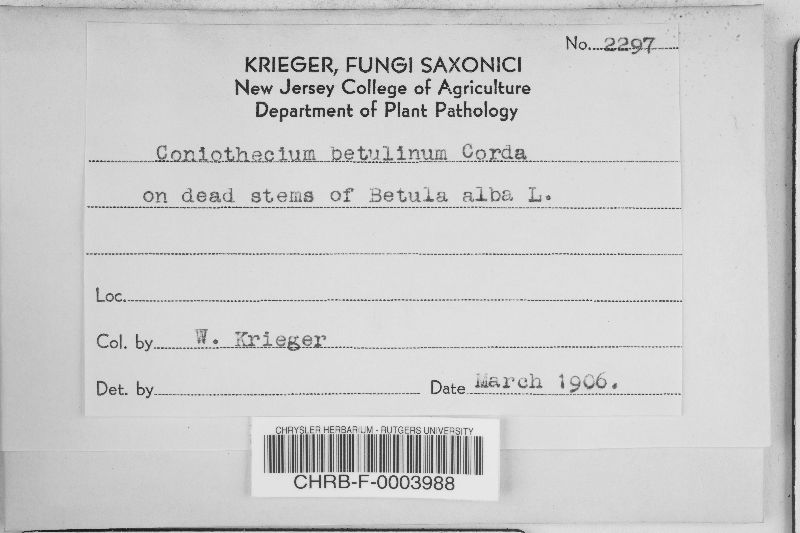 No. 2297
KRIEGER, FUNGI SAXONICI
New Jersey College of Agriculture
Department of Plant Pathology
Coniothecium betulinum Corda
on dead stems of Betula alba L.
Loc.
Col. by W. Krieger
Det. by Date March 1906.
CHRYSLER HERBARIUM - RUTGERS UNIVERSITY
CHRB-F-0003988